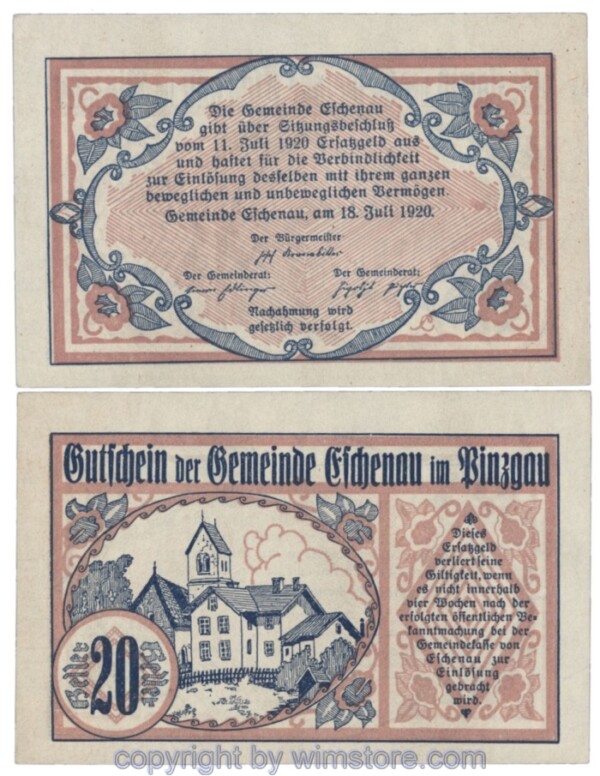 Die Gemeinde Eschenau
gibt über Sitzungsbeschluß
vom 11. Juli 1920 Ersatzgeld aus
und haftet für die Verbindlichkeit
zur Einlösung desselben mit ihrem ganzen
beweglichen und unbeweglichen Vermögen.
Gemeinde Eschenau, am 18. Juli 1920.
Der Bürgermeister
Der Gemeinderat: Der Gemeinderat:
Nachahmung wird
gesetzlich verfolgt.
Gutschein der Gemeinde Eschenau im Pinzgau
Heller
20
Heller
Dieses
Ersatzgeld
verliert seine
Giltigkeit, wenn
es nicht innerhalb
vier Wochen nach der
erfolgten öffentlichen Be-
kanntmachung bei der
Gemeindekasse von
Eschenau zur
Einlösung
gebracht
wird.
copyright by wimstore.com